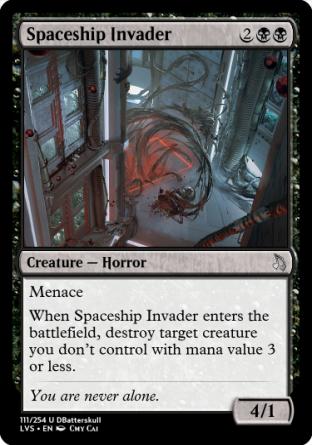 Spaceship Invader 2
Creature — Horror
Menace
When Spaceship Invader enters the
battlefield, destroy target creature
you don't control with mana value 3
or less.
You are never alone.
4/1
111/254 U DBatterskull
LVS • EN Cmy Cai